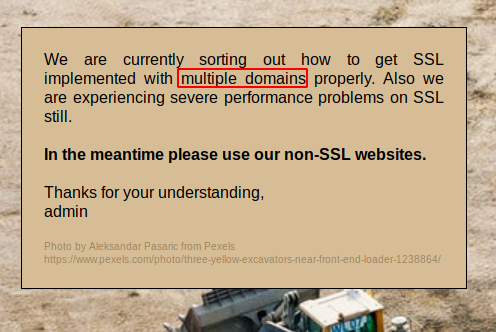 We are currently sorting out how to get SSL
implemented with multiple domains properly. Also we
are experiencing severe performance problems on SSL
still.
In the meantime please use our non-SSL websites.
Thanks for your understanding,
admin
Photo by Aleksandar Pasaric from Pexels
https://www.pexels.com/photo/three-yellow-excavators-near-front-end-loader-1238864/